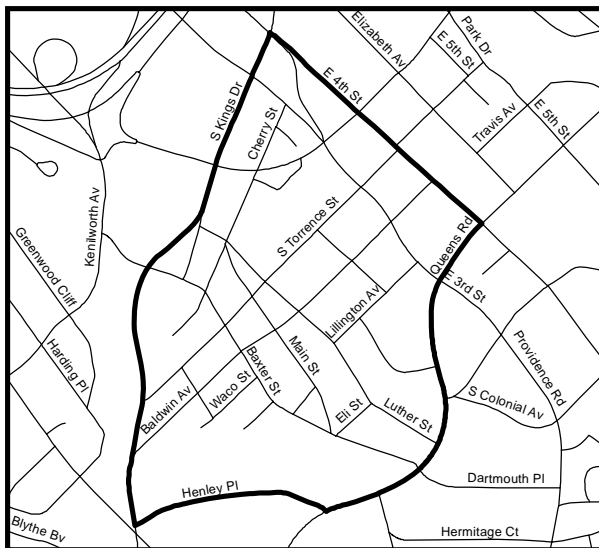 Elizabeth Av
E 5th St
Park Dr
E 4th St
S Kings Dr
Cherry St
Travis Av
E 5th St
Kenilworth Av
Greenwood Cliff
S Torrence St
Queens Rd
E 3rd St
Lillington Av
Harding Pl
Main St
Providence Rd
Baxter St
Waco St
Baldwin Av
Eli St
Luther St
S Colonial Av
Henley Pl
Dartmouth Pl
Blythe Bv
Hermitage Ct